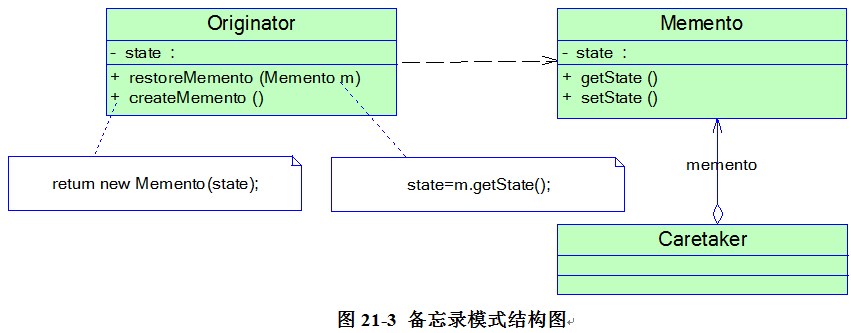 Originator
- state :
+ restoreMemento (Memento m)
+ createMemento ()
Memento
- state :
+ getState ()
+ setState ()
return new Memento(state);
state=m.getState();
memento
Caretaker
图 21-3 备忘录模式结构图